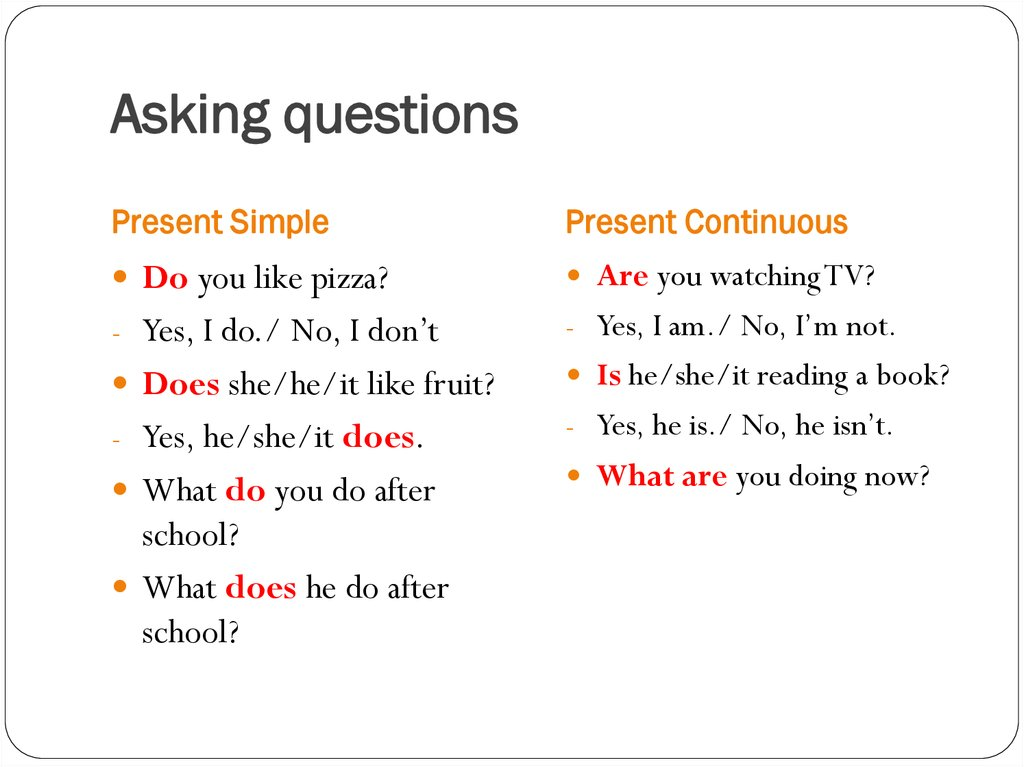 Asking questions
Present Simple
• Do you like pizza?
- Yes, I do./ No, I don’t
• Does she/he/it like fruit?
- Yes, he/she/it does.
• What do you do after
school?
• What does he do after
school?
Present Continuous
• Are you watching TV?
- Yes, I am./ No, I’m not.
• Is he/she/it reading a book?
- Yes, he is./ No, he isn’t.
• What are you doing now?